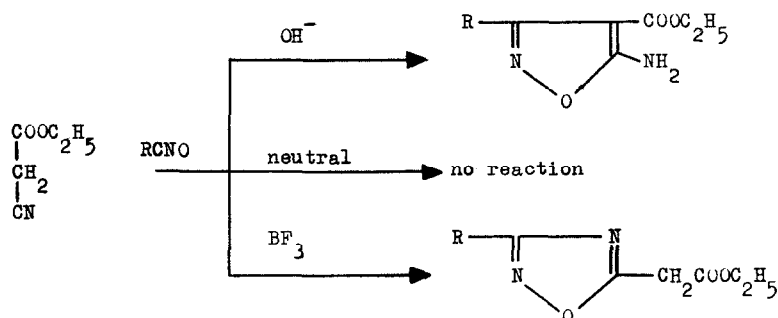 OH⁻
R
COOC₂H₅
N
NH₂
O
COOC₂H₅
CH₂
CN
RCNO
neutral
no reaction
BF₃
R
N
N
CH₂COOC₂H₅
O